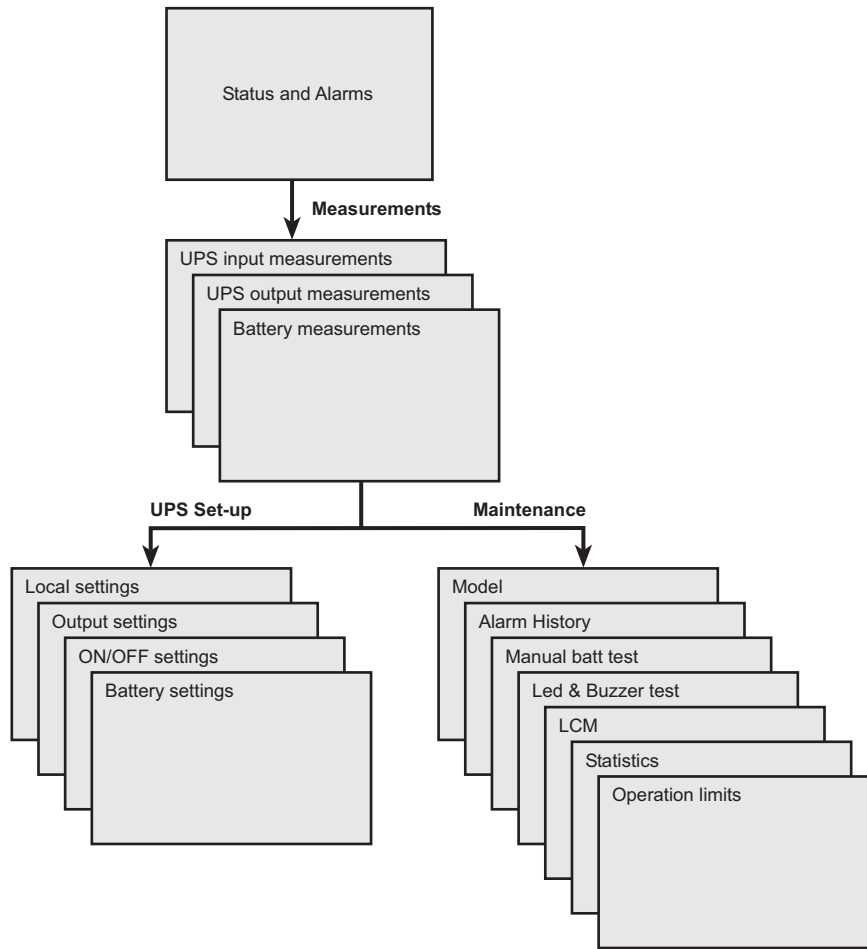 Status and Alarms
Measurements
UPS input measurements
UPS output measurements
Battery measurements
UPS Set-up
Maintenance
Local settings
Output settings
ON/OFF settings
Battery settings
Model
Alarm History
Manual batt test
Led & Buzzer test
LCM
Statistics
Operation limits